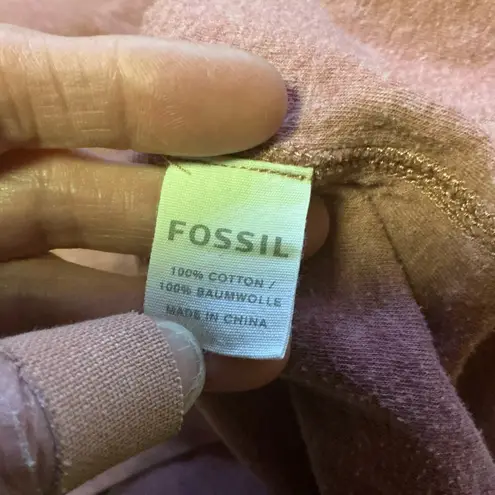 FOSSIL
100% COTTON /
100% BAUMWOLLE
MADE IN CHINA